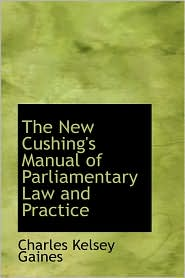 The New Cushing's
Manual of
Parliamentary
Law and
Practice
Charles Kelsey
Gaines